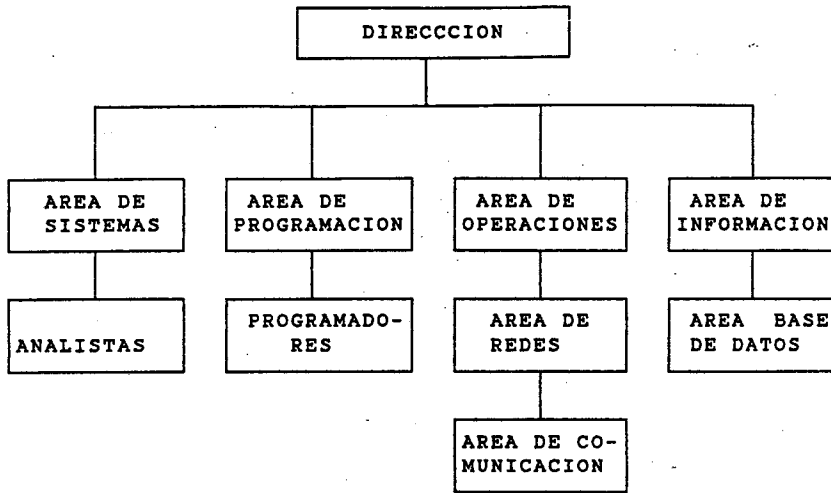 DIRECCCION
AREA DE
SISTEMAS
AREA DE
PROGRAMACION
AREA DE
OPERACIONES
AREA DE
INFORMACION
ANALISTAS
PROGRAMADO-
RES
AREA DE
REDES
AREA BASE
DE DATOS
AREA DE CO-
MUNICACION